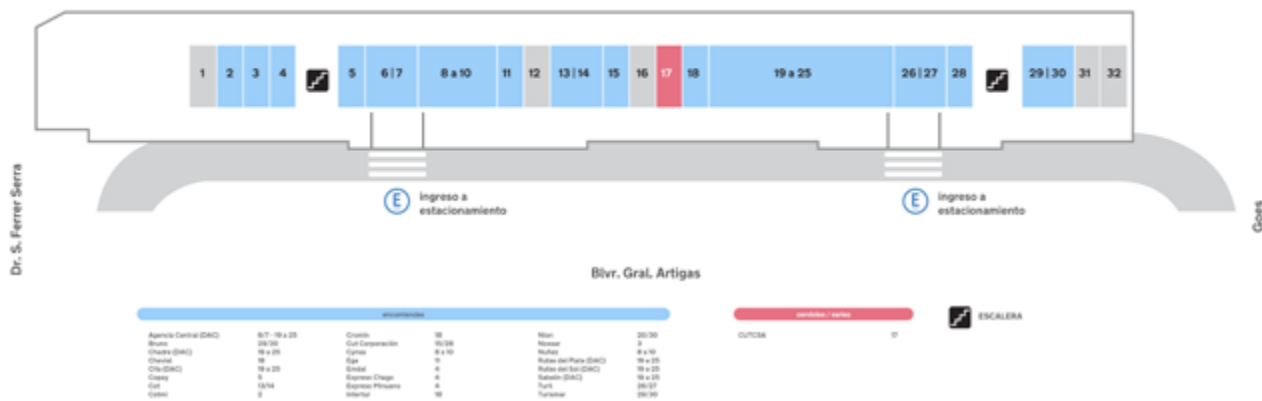 1 2 3 4 5 6|7 8 a 10 11 12 13|14 15 16 17 18 19 a 25 26|27 28 29|30 31 32
Dr. S. Ferrer Serra
Goes
E ingreso a
estacionamiento
E ingreso a
estacionamiento
Blvr. Gral. Artigas
encomiendas
Agencia Central (DAC) 6/7 - 19 a 25
Bruno 29/30
Chadre (DAC) 19 a 25
Chevial 18
Cita (DAC) 19 a 25
Copay 5
Cot 13/14
Cotmi 2
Cromin 18
Cut Corporación 15/28
Cynsa 8 a 10
Ega 11
Emdal 4
Expreso Chago 4
Expreso Minuano 4
Intertur 18
Nion
Nossar 3
Nuñez 8 a 10
Rutas del Plata (DAC) 19 a 25
Rutas del Sol (DAC) 19 a 25
Sabelin (DAC) 19 a 25
Turil 26/27
Turismar 29/30
servicios / varios
CUTCSA 17
ESCALERA